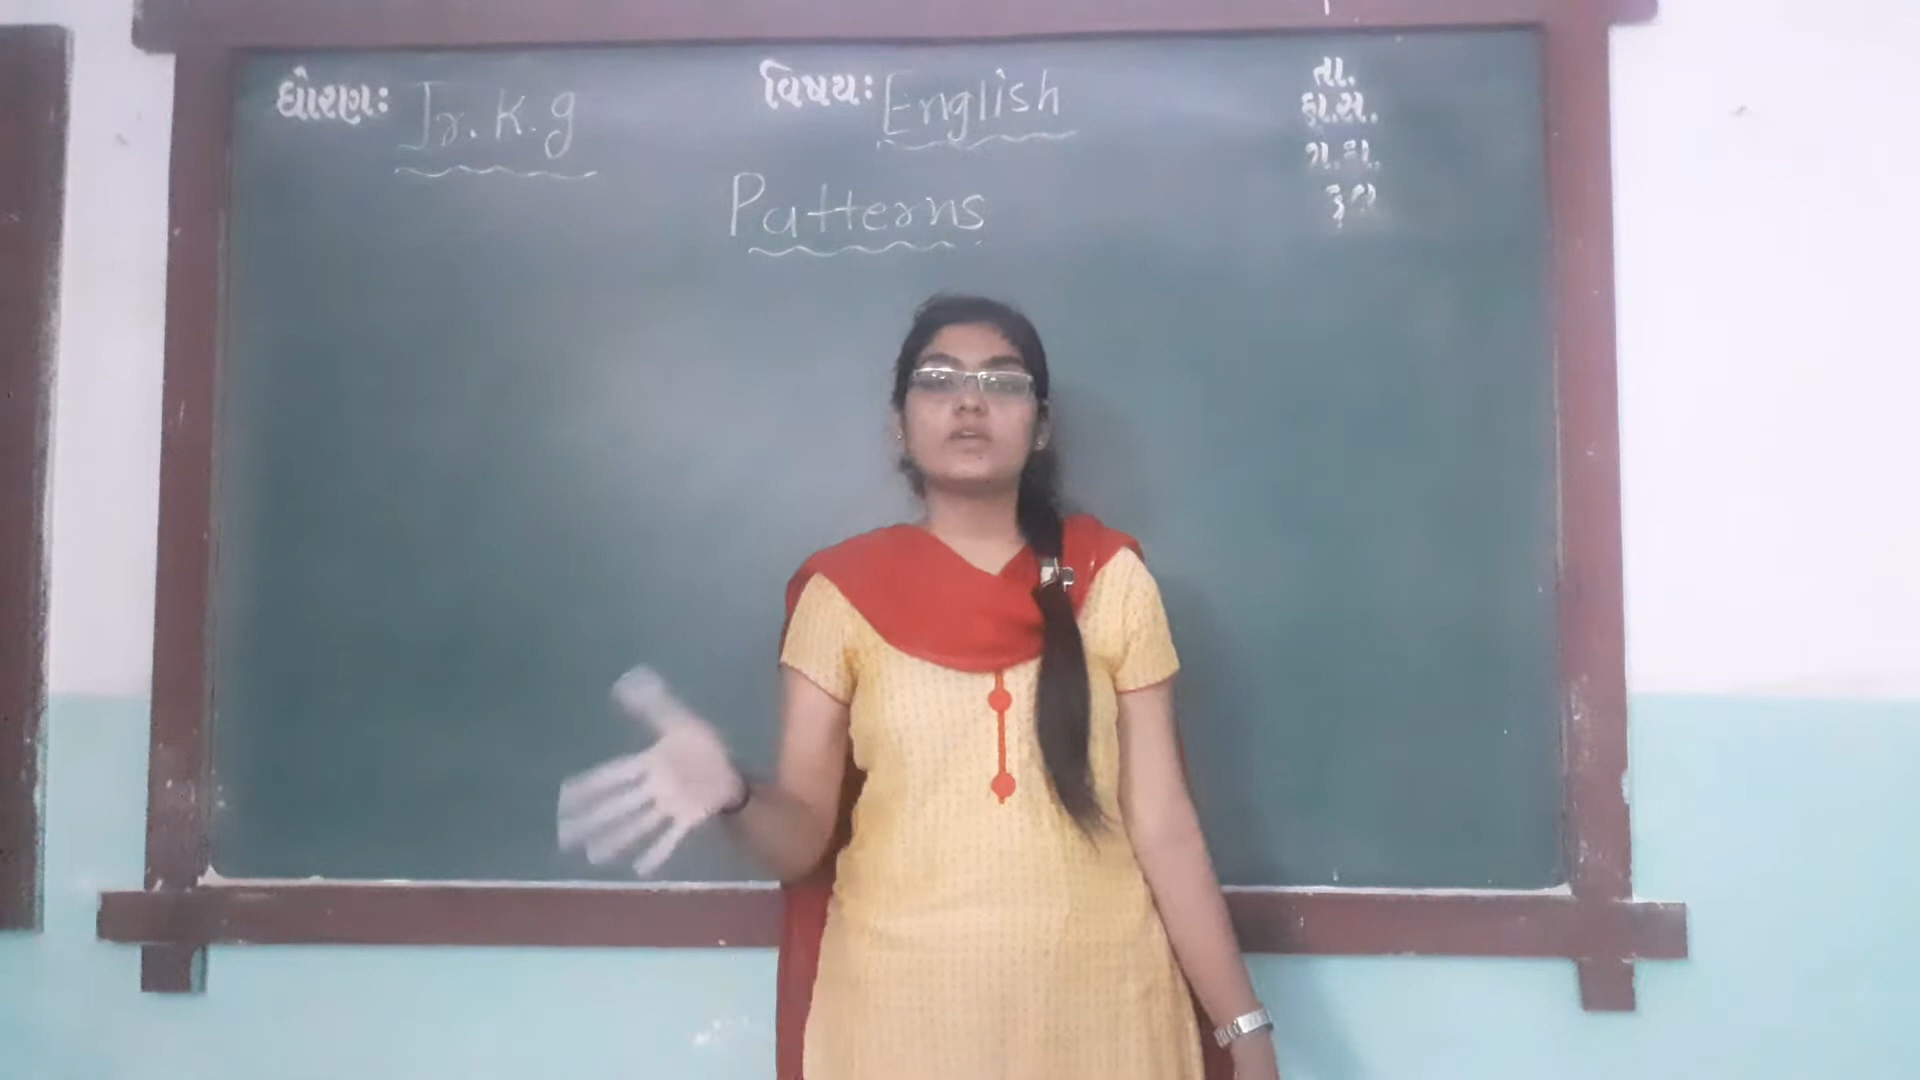 ધોરણઃ Jr. K. g વિષયઃ English
Patterns
તા.
કા.સ.
ગ.હા.
કુલ